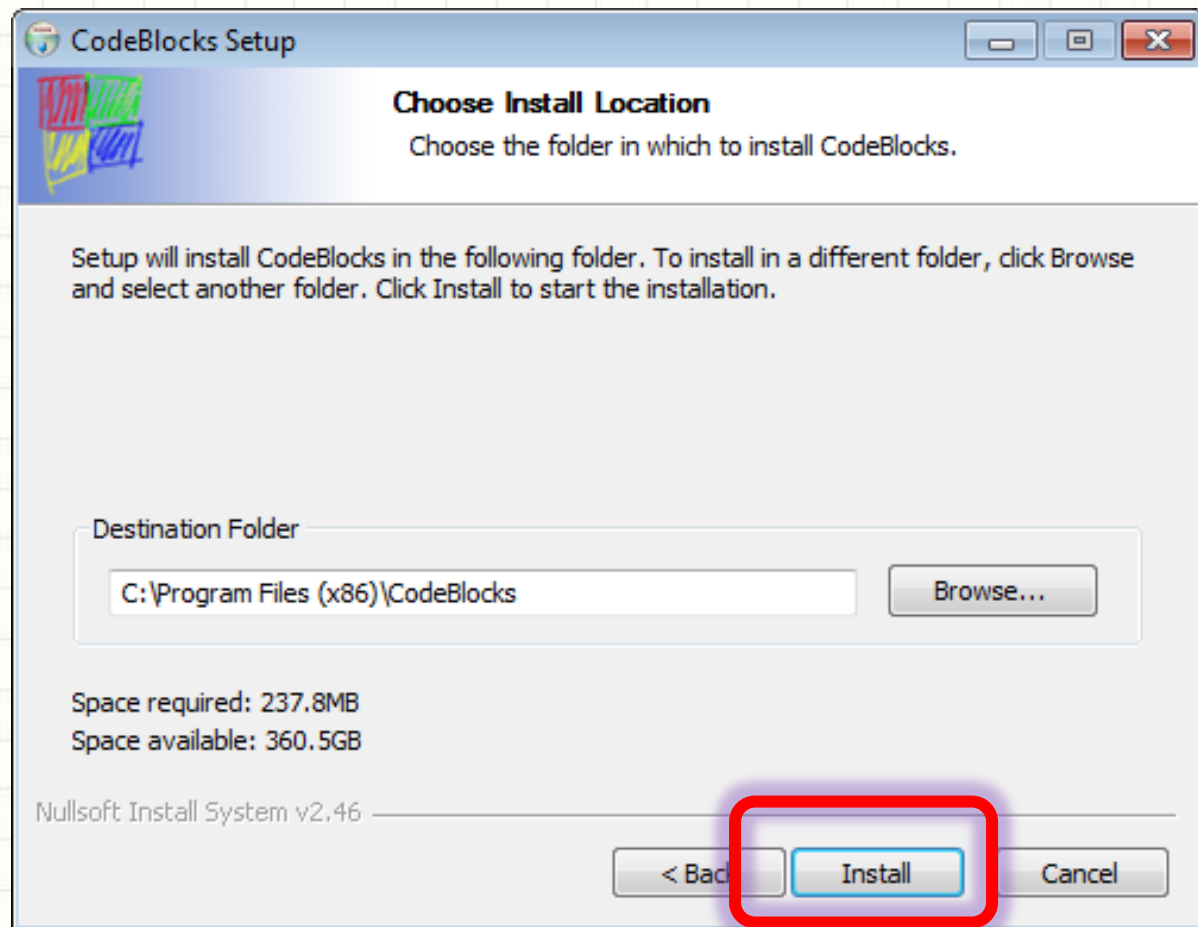 CodeBlocks Setup
Choose Install Location
Choose the folder in which to install CodeBlocks.
Setup will install CodeBlocks in the following folder. To install in a different folder, click Browse
and select another folder. Click Install to start the installation.
Destination Folder
C:\Program Files (x86)\CodeBlocks
Browse...
Space required: 237.8MB
Space available: 360.5GB
Nullsoft Install System v2.46
< Back
Install
Cancel